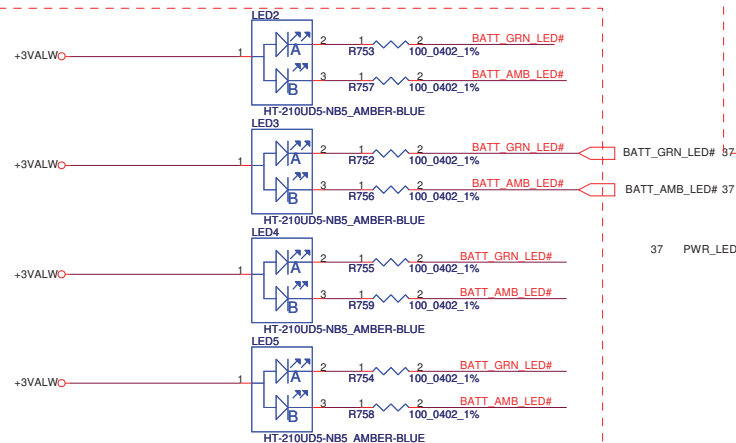 LED2
+3VALW 1 A 2 1 2 BATT_GRN_LED#
R753 100_0402_1%
B 3 1 2 BATT_AMB_LED#
R757 100_0402_1%
HT-210UD5-NB5_AMBER-BLUE
LED3
+3VALW 1 A 2 1 2 BATT_GRN_LED# BATT_GRN_LED# 37
R752 100_0402_1%
B 3 1 2 BATT_AMB_LED# BATT_AMB_LED# 37
R756 100_0402_1%
HT-210UD5-NB5_AMBER-BLUE
LED4
37 PWR_LED
+3VALW 1 A 2 1 2 BATT_GRN_LED#
R755 100_0402_1%
B 3 1 2 BATT_AMB_LED#
R759 100_0402_1%
HT-210UD5-NB5_AMBER-BLUE
LED5
+3VALW 1 A 2 1 2 BATT_GRN_LED#
R754 100_0402_1%
B 3 1 2 BATT_AMB_LED#
R758 100_0402_1%
HT-210UD5-NB5_AMBER-BLUE